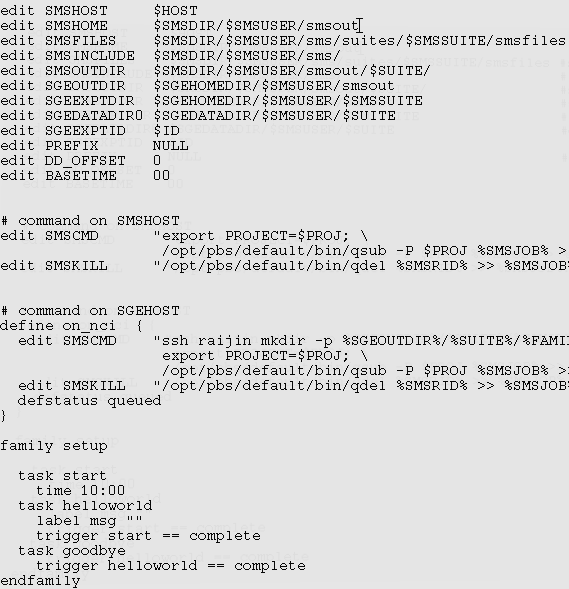 edit SMSHOST $HOST
edit SMSHOME $SMSDIR/$SMSUSER/smsout
edit SMSFILES $SMSDIR/$SMSUSER/sms/suites/$SMSSUITE/smsfiles
edit SMSINCLUDE $SMSDIR/$SMSUSER/sms/
edit SMSOUTDIR $SMSDIR/$SMSUSER/smsout/$SUITE/
edit SGEOUTDIR $SGEHOMEDIR/$SMSUSER/smsout
edit SGEEXPTDIR $SGEHOMEDIR/$SMSUSER/$SMSSUITE
edit SGEDATADIR0 $SGEDATADIR/$SMSUSER/$SUITE
edit SGEEXPTID $ID
edit PREFIX NULL
edit DD_OFFSET 0
edit BASETIME 00
# command on SMSHOST
edit SMSCMD "export PROJECT=$PROJ; \
/opt/pbs/default/bin/qsub -P $PROJ %SMSJOB% >
edit SMSKILL "/opt/pbs/default/bin/qdel %SMSRID% >> %SMSJOB%
# command on SGEHOST
define on_nci {
edit SMSCMD "ssh raijin mkdir -p %SGEOUTDIR%/%SUITE%/%FAMI
export PROJECT=$PROJ; \
/opt/pbs/default/bin/qsub -P $PROJ %SMSJOB% >>
edit SMSKILL "/opt/pbs/default/bin/qdel %SMSRID% >> %SMSJOB%
defstatus queued
}
family setup
task start
time 10:00
task helloworld
label msg ""
trigger start == complete
task goodbye
trigger helloworld == complete
endfamily